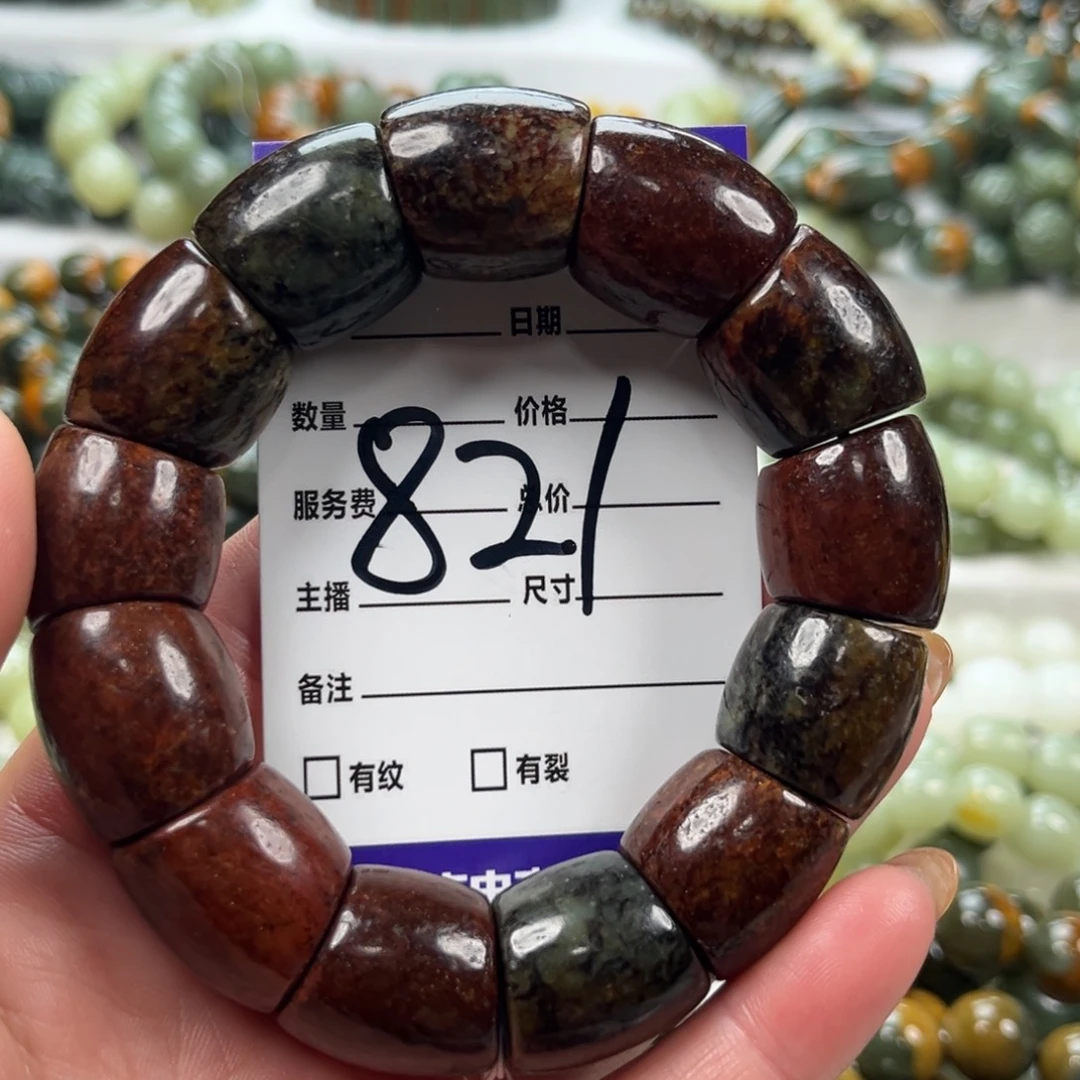 日期
数量 价格
821
服务费 总价
主播 尺寸
备注
有纹 有裂